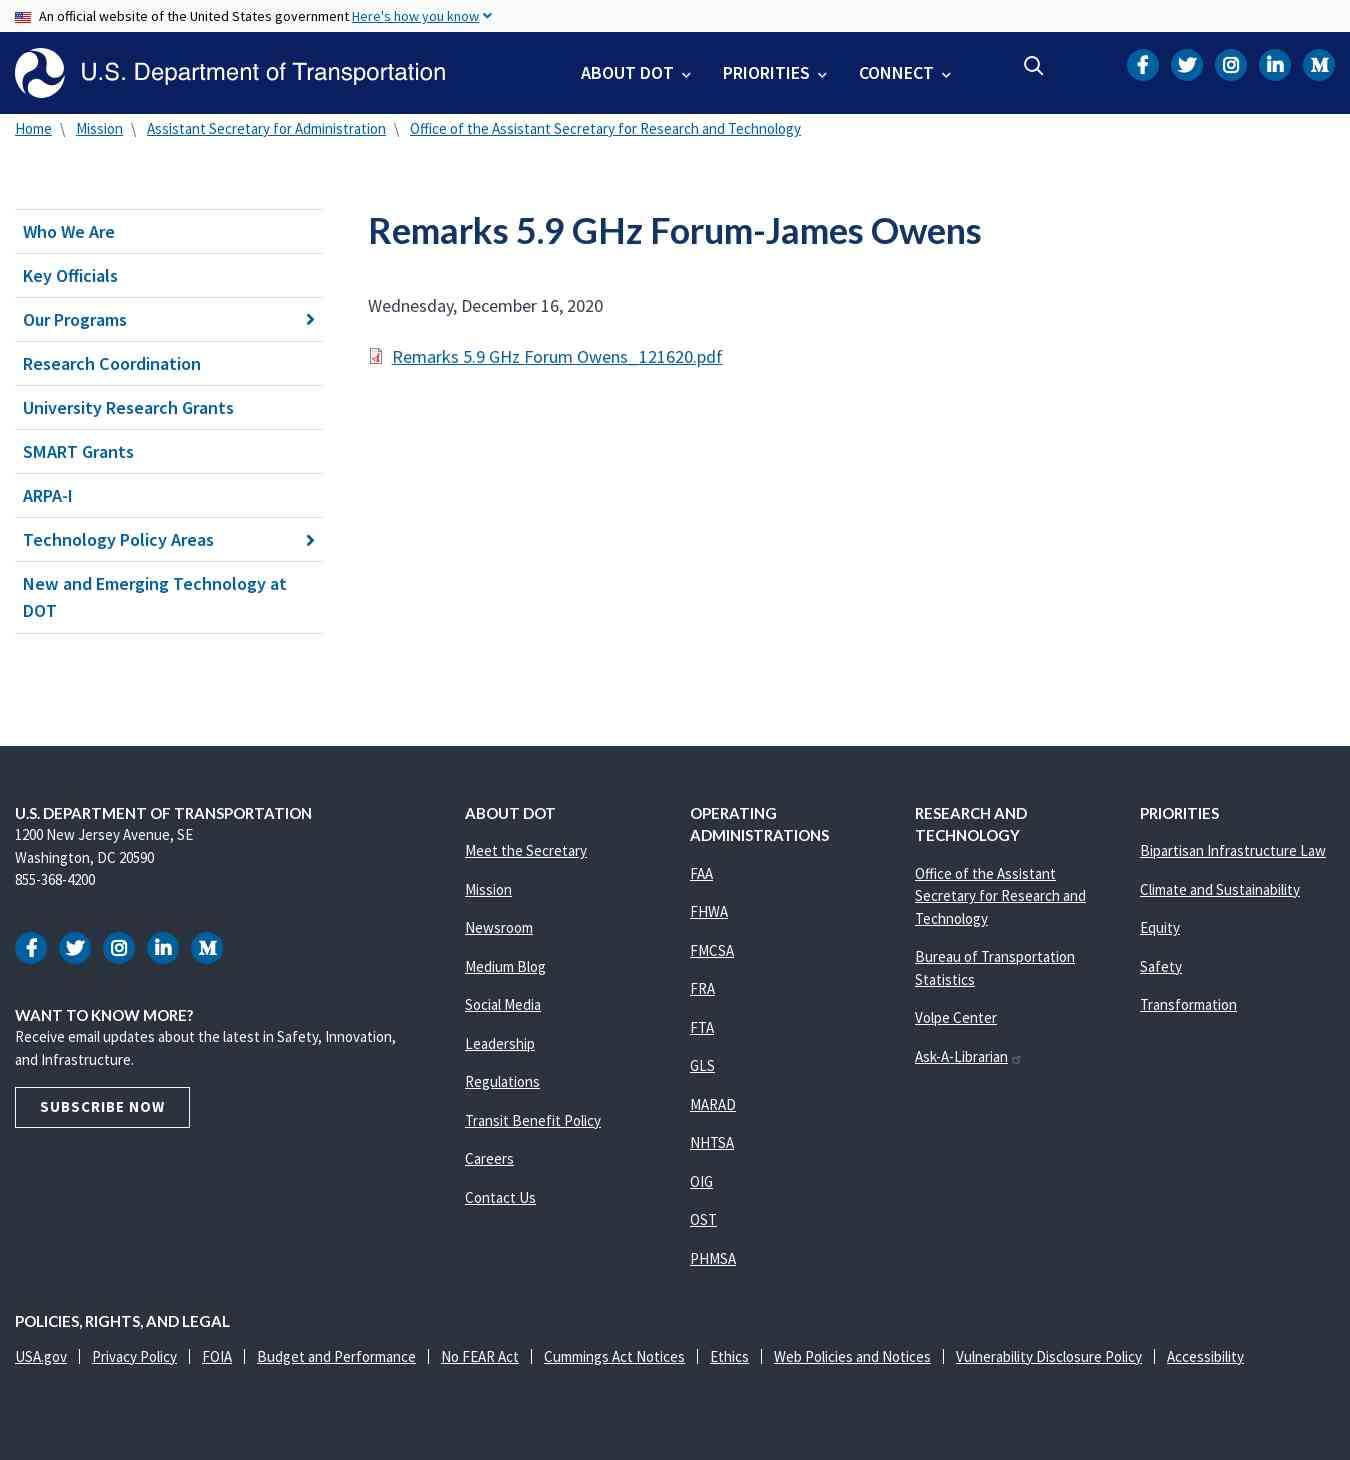 An official website of the United States government Here's how you know
U.S. Department of Transportation
ABOUT DOT
PRIORITIES
CONNECT
Home \ Mission \ Assistant Secretary for Administration \ Office of the Assistant Secretary for Research and Technology
Who We Are
Key Officials
Our Programs
Research Coordination
University Research Grants
SMART Grants
ARPA-I
Technology Policy Areas
New and Emerging Technology at
DOT
Remarks 5.9 GHz Forum-James Owens
Wednesday, December 16, 2020
Remarks 5.9 GHz Forum Owens_121620.pdf
U.S. DEPARTMENT OF TRANSPORTATION
1200 New Jersey Avenue, SE
Washington, DC 20590
855-368-4200
WANT TO KNOW MORE?
Receive email updates about the latest in Safety, Innovation,
and Infrastructure.
SUBSCRIBE NOW
ABOUT DOT
Meet the Secretary
Mission
Newsroom
Medium Blog
Social Media
Leadership
Regulations
Transit Benefit Policy
Careers
Contact Us
OPERATING
ADMINISTRATIONS
FAA
FHWA
FMCSA
FRA
FTA
GLS
MARAD
NHTSA
OIG
OST
PHMSA
RESEARCH AND
TECHNOLOGY
Office of the Assistant
Secretary for Research and
Technology
Bureau of Transportation
Statistics
Volpe Center
Ask-A-Librarian
PRIORITIES
Bipartisan Infrastructure Law
Climate and Sustainability
Equity
Safety
Transformation
POLICIES, RIGHTS, AND LEGAL
USA.gov | Privacy Policy | FOIA | Budget and Performance | No FEAR Act | Cummings Act Notices | Ethics | Web Policies and Notices | Vulnerability Disclosure Policy | Accessibility